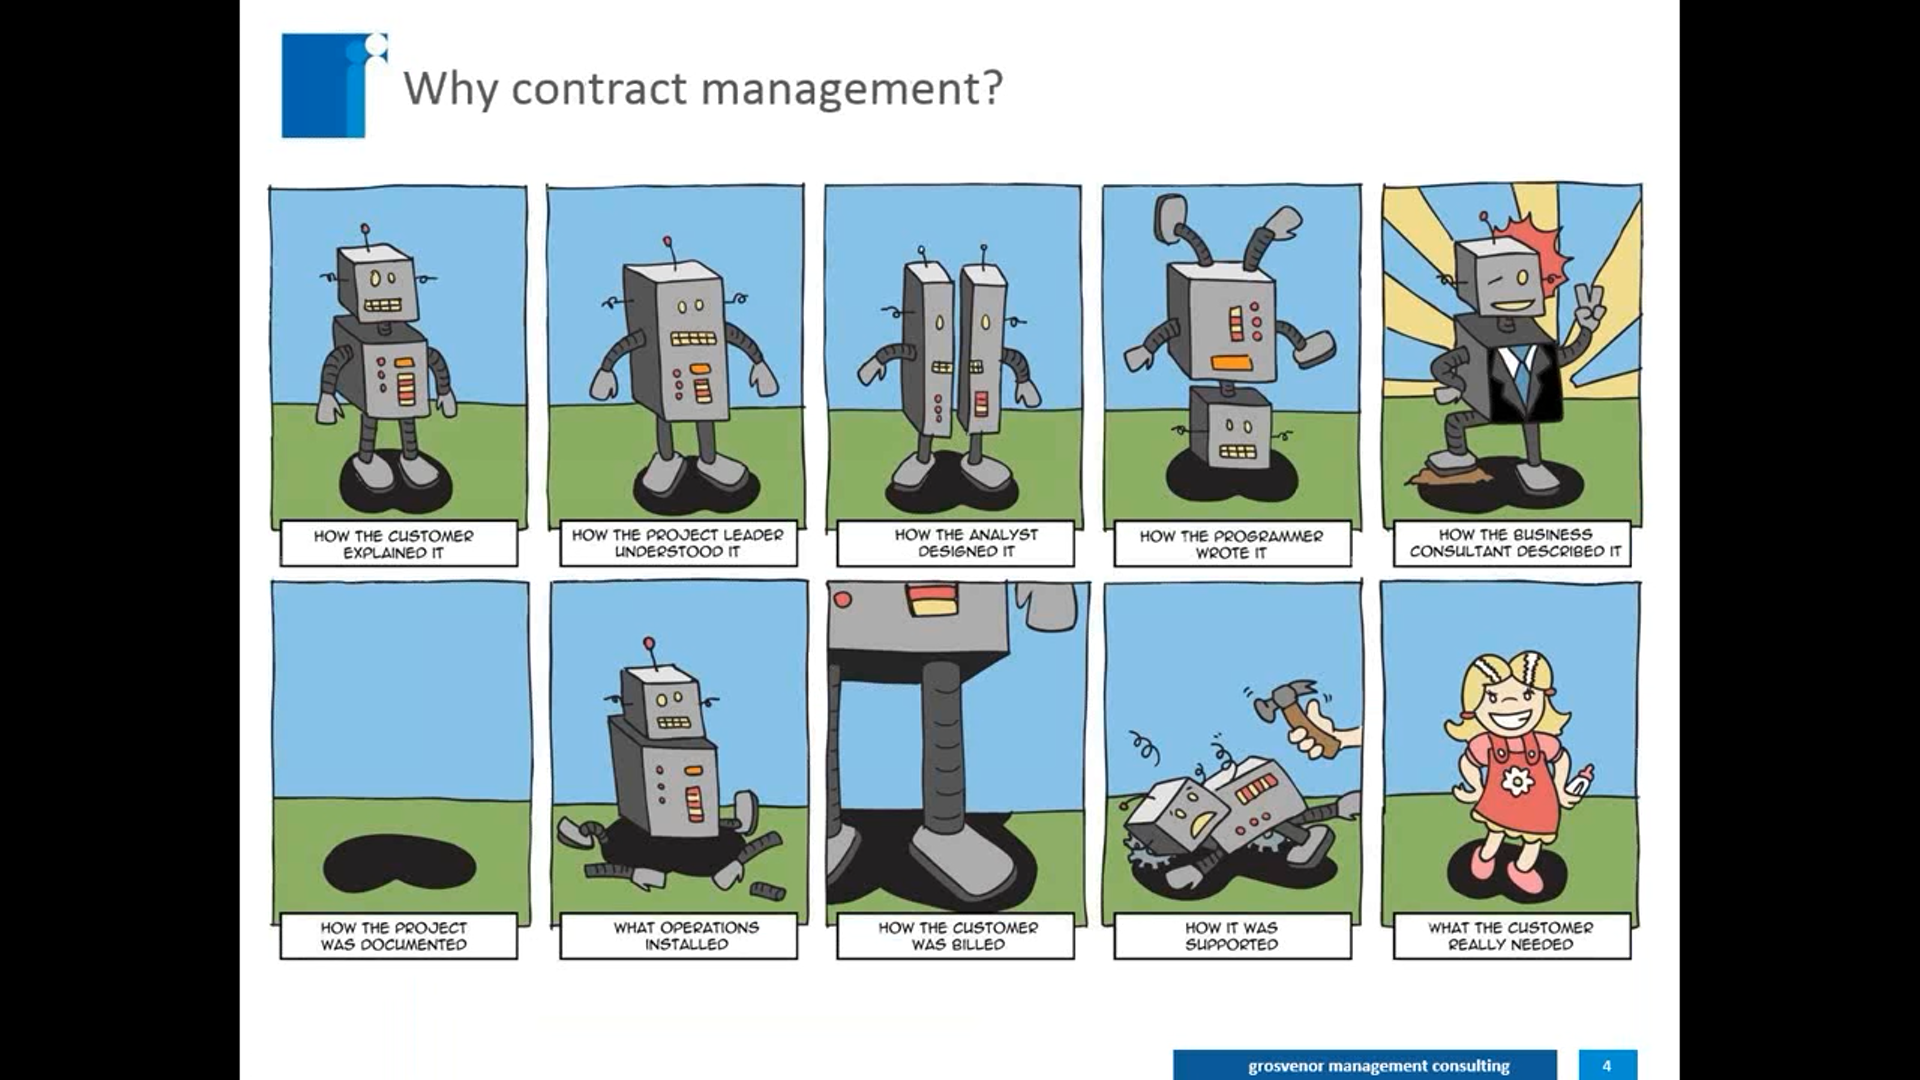 Why contract management?
HOW THE CUSTOMER
EXPLAINED IT
HOW THE PROJECT LEADER
UNDERSTOOD IT
HOW THE ANALYST
DESIGNED IT
HOW THE PROGRAMMER
WROTE IT
HOW THE BUSINESS
CONSULTANT DESCRIBED IT
HOW THE PROJECT
WAS DOCUMENTED
WHAT OPERATIONS
INSTALLED
HOW THE CUSTOMER
WAS BILLED
HOW IT WAS
SUPPORTED
WHAT THE CUSTOMER
REALLY NEEDED
grosvenor management consulting
4